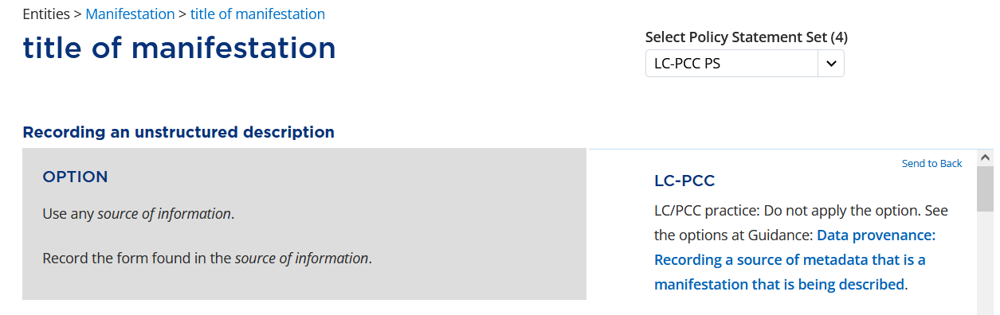 Entities > Manifestation > title of manifestation
title of manifestation
Select Policy Statement Set (4)
LC-PCC PS
Recording an unstructured description
OPTION
Use any source of information.
Record the form found in the source of information.
Send to Back
LC-PCC
LC/PCC practice: Do not apply the option. See
the options at Guidance: Data provenance:
Recording a source of metadata that is a
manifestation that is being described.